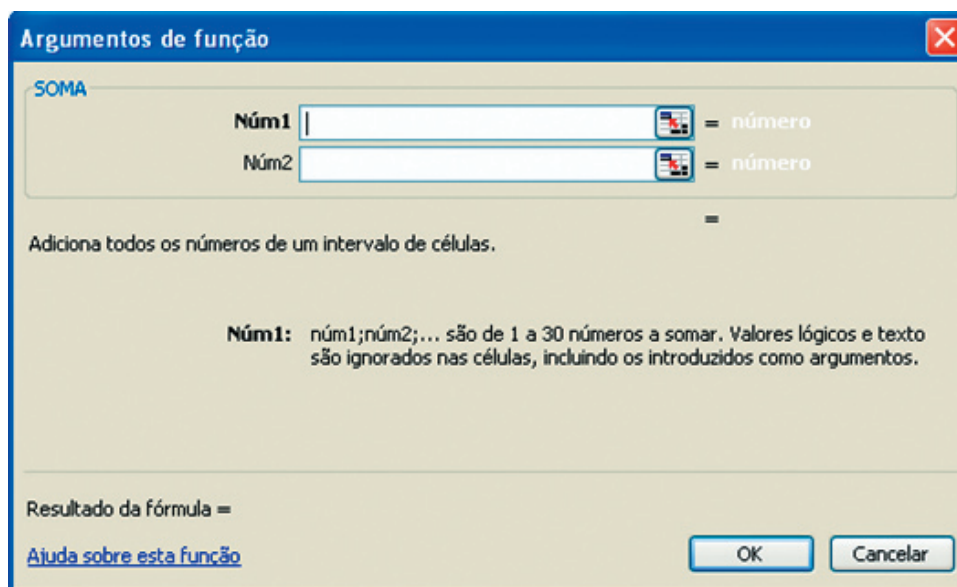 Argumentos de função
SOMA
Núm1 = número
Núm2 = número
=
Adiciona todos os números de um intervalo de células.
Núm1: núm1;núm2;... são de 1 a 30 números a somar. Valores lógicos e texto
são ignorados nas células, incluindo os introduzidos como argumentos.
Resultado da fórmula =
Ajuda sobre esta função
OK Cancelar